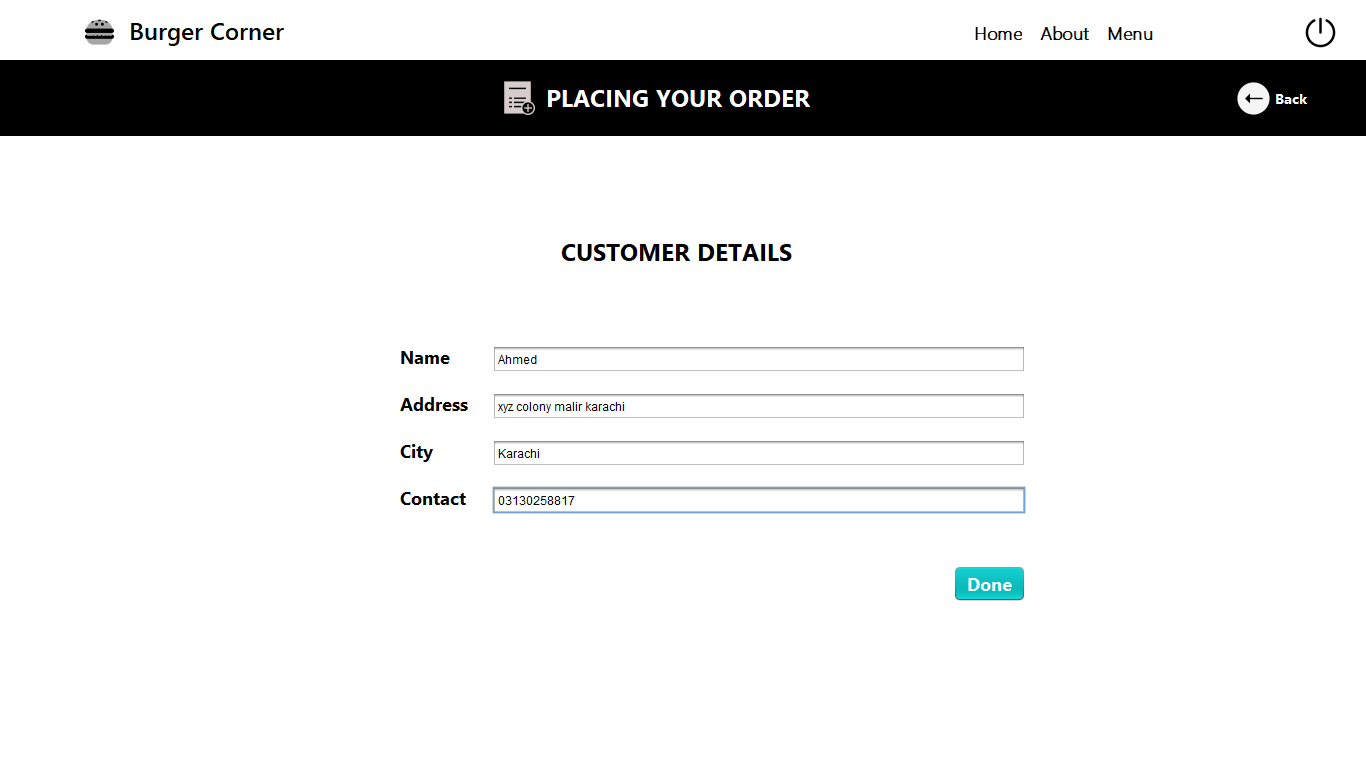 Burger Corner
Home About Menu
PLACING YOUR ORDER
Back
CUSTOMER DETAILS
Name Ahmed
Address xyz colony malir karachi
City Karachi
Contact 03130258817
Done